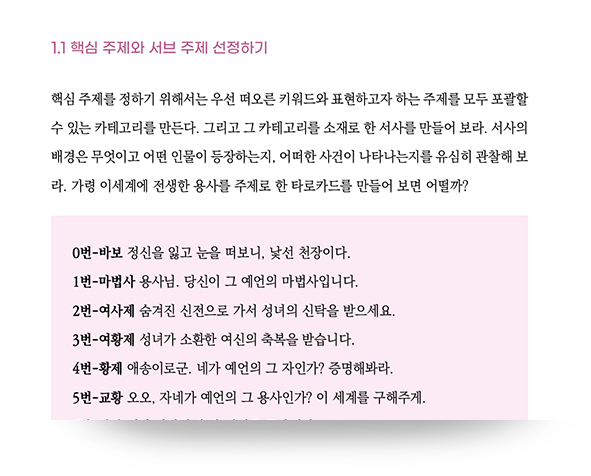 1.1 핵심 주제와 서브 주제 선정하기
핵심 주제를 정하기 위해서는 우선 떠오른 키워드와 표현하고자 하는 주제를 모두 포괄할
수 있는 카테고리를 만든다. 그리고 그 카테고리를 소재로 한 서사를 만들어 보라. 서사의
배경은 무엇이고 어떤 인물이 등장하는지, 어떠한 사건이 나타나는지를 유심히 관찰해 보
라. 가령 이세계에 전생한 용사를 주제로 한 타로카드를 만들어 보면 어떨까?
0번-바보 정신을 잃고 눈을 떠보니, 낯선 천장이다.
1번-마법사 용사님. 당신이 그 예언의 마법사입니다.
2번-여사제 숨겨진 신전으로 가서 성녀의 신탁을 받으세요.
3번-여황제 성녀가 소환한 여신의 축복을 받습니다.
4번-황제 애송이로군. 네가 예언의 그 자인가? 증명해봐라.
5번-교황 오오, 자네가 예언의 그 용사인가? 이 세계를 구해주게.